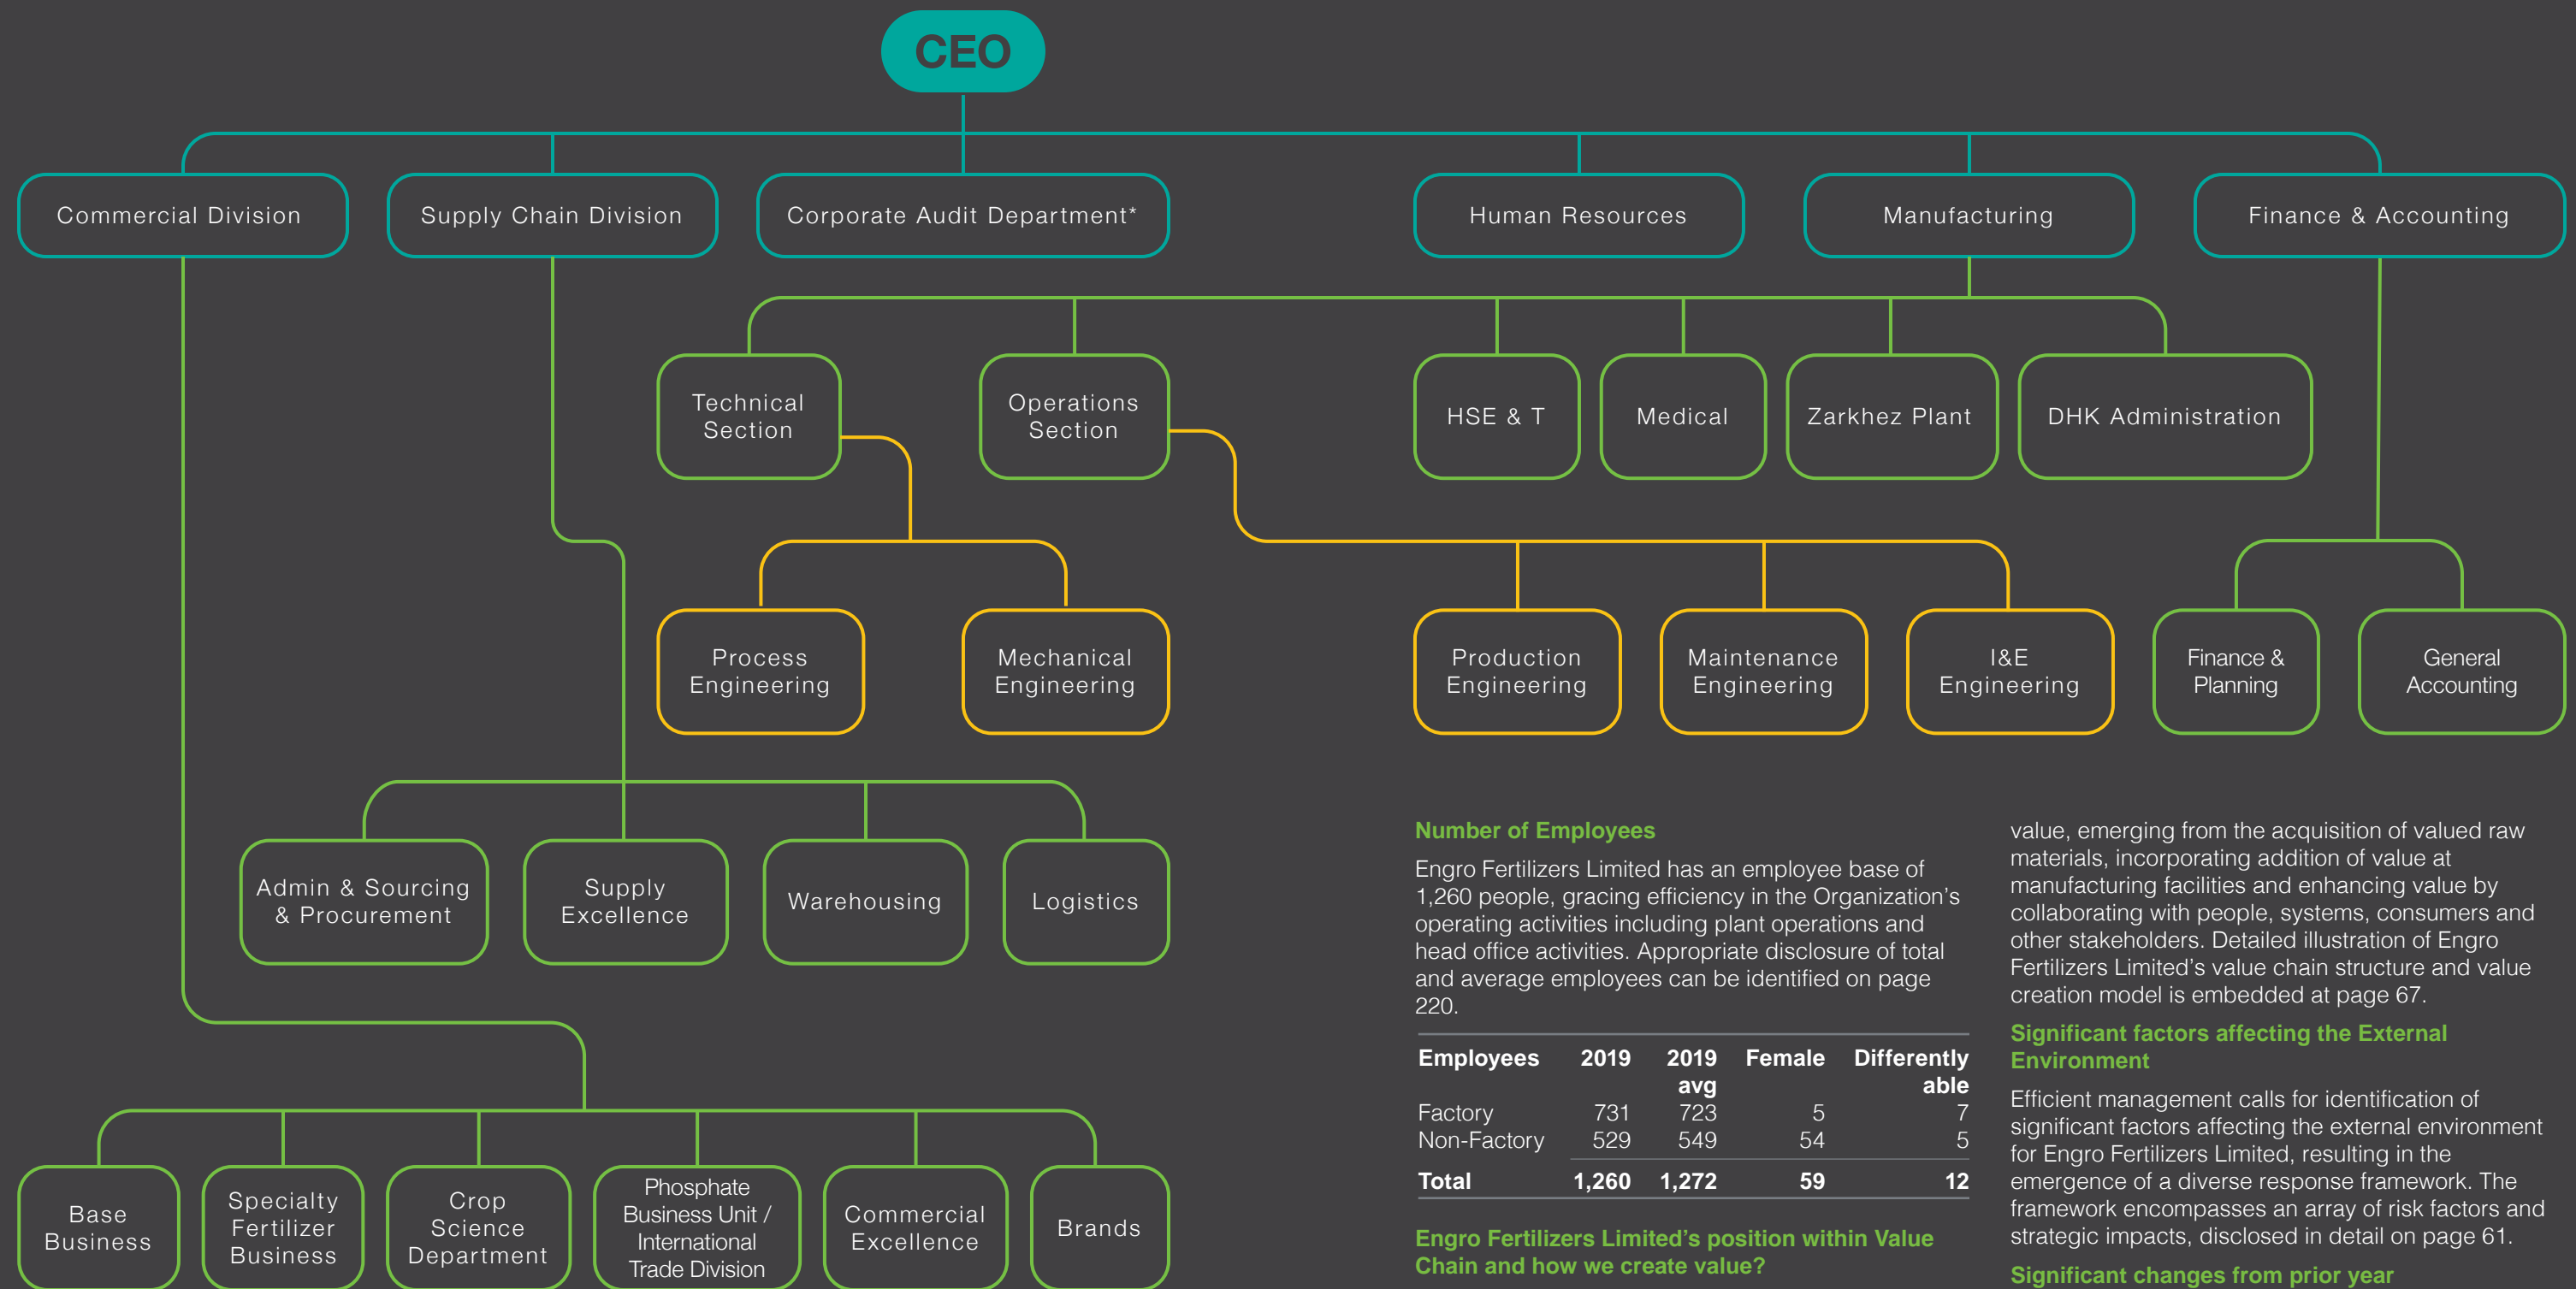 CEO
Commercial Division
Supply Chain Division
Corporate Audit Department*
Human Resources
Manufacturing
Finance & Accounting
Technical
Section
Operations
Section
HSE & T
Medical
Zarkhez Plant
DHK Administration
Process
Engineering
Mechanical
Engineering
Production
Engineering
Maintenance
Engineering
I&E
Engineering
Finance &
Planning
General
Accounting
Admin & Sourcing
& Procurement
Supply
Excellence
Warehousing
Logistics
Base
Business
Specialty
Fertilizer
Business
Crop
Science
Department
Phosphate
Business Unit /
International
Trade Division
Commercial
Excellence
Brands
Number of Employees
Engro Fertilizers Limited has an employee base of
1,260 people, gracing efficiency in the Organization's
operating activities including plant operations and
head office activities. Appropriate disclosure of total
and average employees can be identified on page
220.
Employees 2019 2019 Female Differently
avg able
Factory 731 723 5 7
Non-Factory 529 549 54 5
Total 1,260 1,272 59 12
Engro Fertilizers Limited's position within Value
Chain and how we create value?
value, emerging from the acquisition of valued raw
materials, incorporating addition of value at
manufacturing facilities and enhancing value by
collaborating with people, systems, consumers and
other stakeholders. Detailed illustration of Engro
Fertilizers Limited's value chain structure and value
creation model is embedded at page 67.
Significant factors affecting the External
Environment
Efficient management calls for identification of
significant factors affecting the external environment
for Engro Fertilizers Limited, resulting in the
emergence of a diverse response framework. The
framework encompasses an array of risk factors and
strategic impacts, disclosed in detail on page 61.
Significant changes from prior year